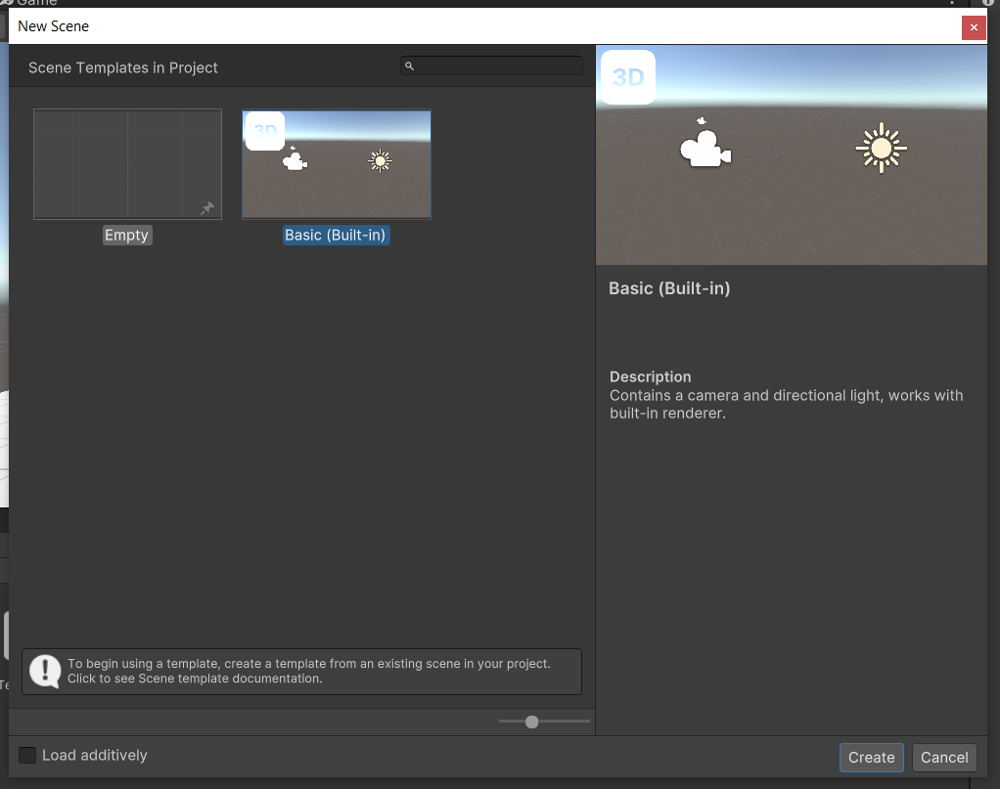 Game
New Scene
Scene Templates in Project
3D
3D
Empty
Basic (Built-in)
Basic (Built-in)
Description
Contains a camera and directional light, works with
built-in renderer.
To begin using a template, create a template from an existing scene in your project.
Click to see Scene template documentation.
Te
Load additively
Create
Cancel